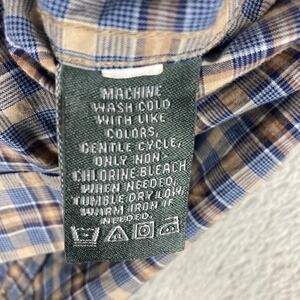 MACHINE
WASH COLD
WITH LIKE
COLORS,
GENTLE CYCLE,
ONLY NON-
CHLORINE BLEACH
WHEN NEEDED,
TUMBLE DRY LOW,
WARM IRON IF
NEEDED.